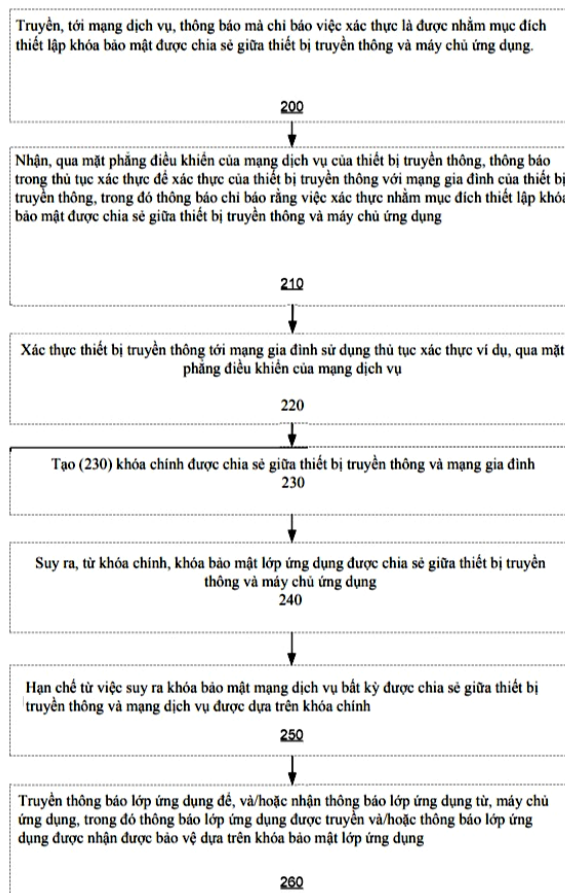 Truyền, tới mạng dịch vụ, thông báo mà chỉ báo việc xác thực là được nhằm mục đích
thiết lập khóa bảo mật được chia sẻ giữa thiết bị truyền thông và máy chủ ứng dụng.
200
Nhận, qua mặt phẳng điều khiển của mạng dịch vụ của thiết bị truyền thông, thông báo
trong thủ tục xác thực để xác thực của thiết bị truyền thông với mạng gia đình của thiết bị
truyền thông, trong đó thông báo chỉ báo rằng việc xác thực nhằm mục đích thiết lập khóa
bảo mật được chia sẻ giữa thiết bị truyền thông và máy chủ ứng dụng
210
Xác thực thiết bị truyền thông tới mạng gia đình sử dụng thủ tục xác thực ví dụ, qua mặt
phẳng điều khiển của mạng dịch vụ
220
Tạo (230) khóa chính được chia sẻ giữa thiết bị truyền thông và mạng gia đình
230
Suy ra, từ khóa chính, khóa bảo mật lớp ứng dụng được chia sẻ giữa thiết bị truyền
thông và máy chủ ứng dụng
240
Hạn chế từ việc suy ra khóa bảo mật mạng dịch vụ bất kỳ được chia sẻ giữa thiết bị
truyền thông và mạng dịch vụ được dựa trên khóa chính
250
Truyền thông báo lớp ứng dụng để, và/hoặc nhận thông báo lớp ứng dụng từ, máy chủ
ứng dụng, trong đó thông báo lớp ứng dụng được truyền và/hoặc thông báo lớp ứng
dụng được nhận được bảo vệ dựa trên khóa bảo mật lớp ứng dụng
260